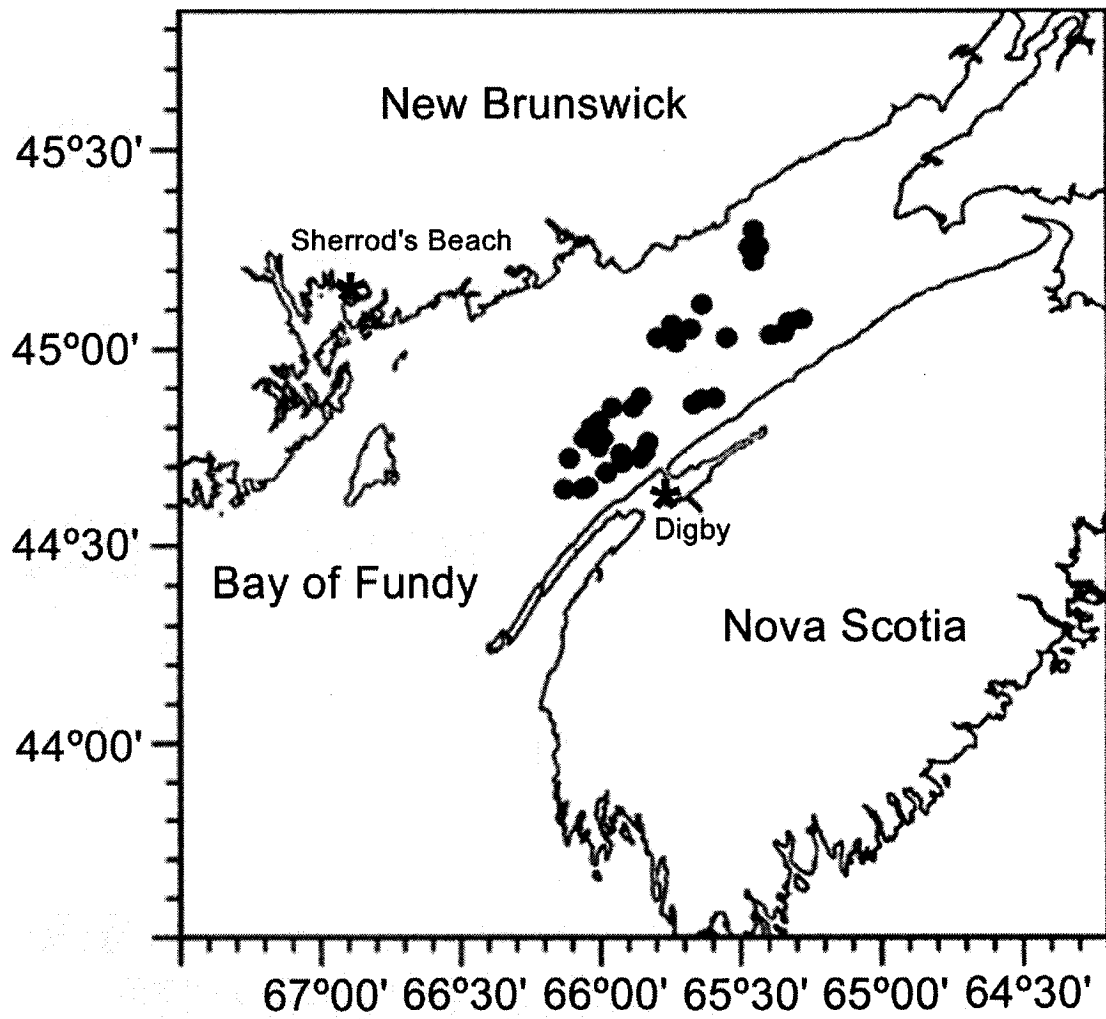 New Brunswick
45º30'
Sherrod's Beach
45º00'
Digby
44º30'
Bay of Fundy
Nova Scotia
44º00'
67º00' 66º30' 66º00' 65º30' 65º00' 64º30'